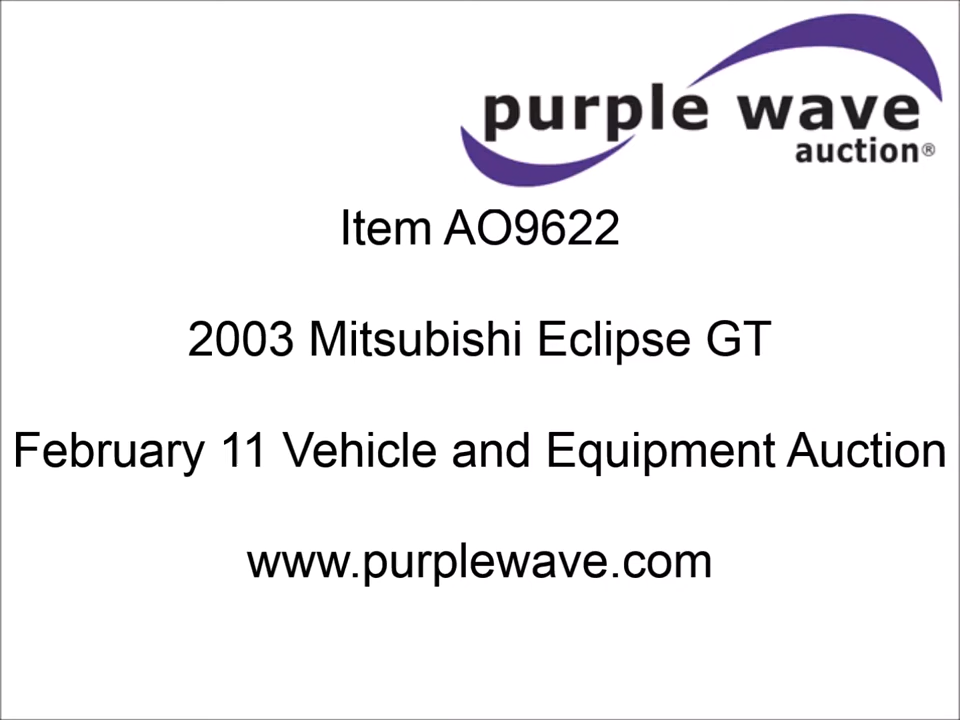 purple wave
auction®
Item AO9622
2003 Mitsubishi Eclipse GT
February 11 Vehicle and Equipment Auction
www.purplewave.com